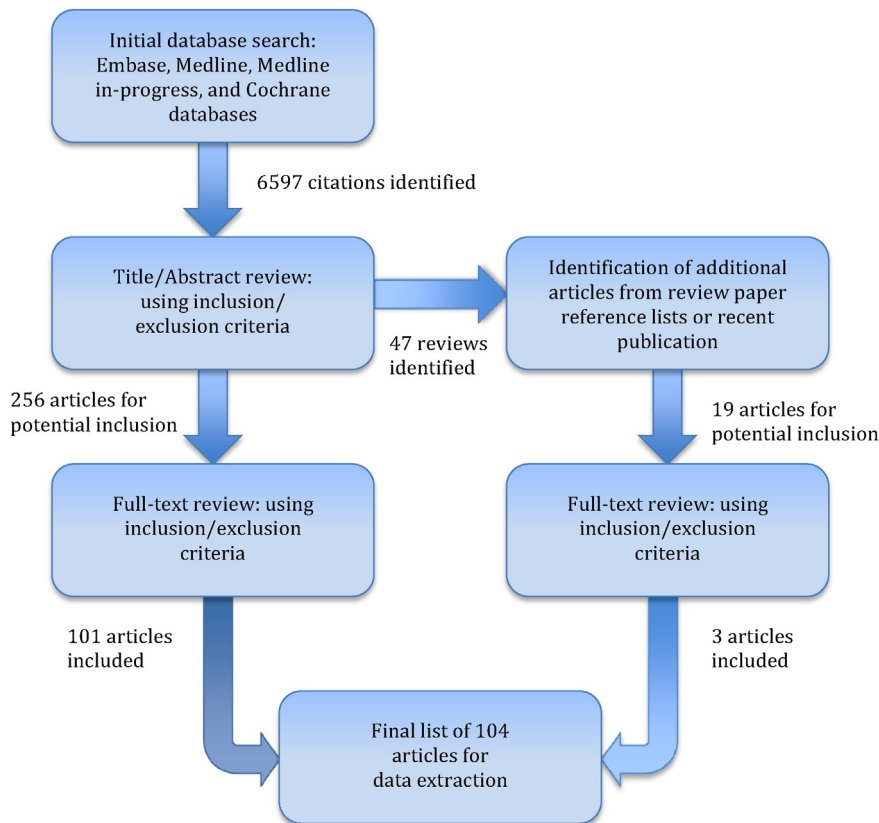 Initial database search:
Embase, Medline, Medline
in-progress, and Cochrane
databases
6597 citations identified
Title/Abstract review:
using inclusion/
exclusion criteria
47 reviews
identified
Identification of additional
articles from review paper
reference lists or recent
publication
256 articles for
potential inclusion
19 articles for
potential inclusion
Full-text review: using
inclusion/exclusion
criteria
Full-text review: using
inclusion/exclusion
criteria
101 articles
included
3 articles
included
Final list of 104
articles for
data extraction